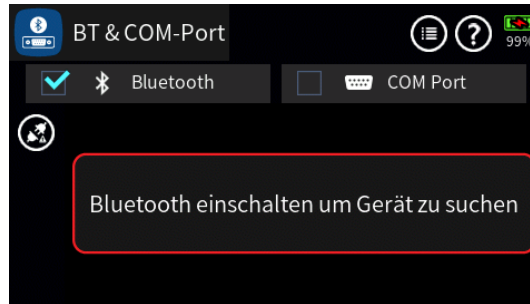 BT & COM-Port
99%
Bluetooth
COM Port
Bluetooth einschalten um Gerät zu suchen